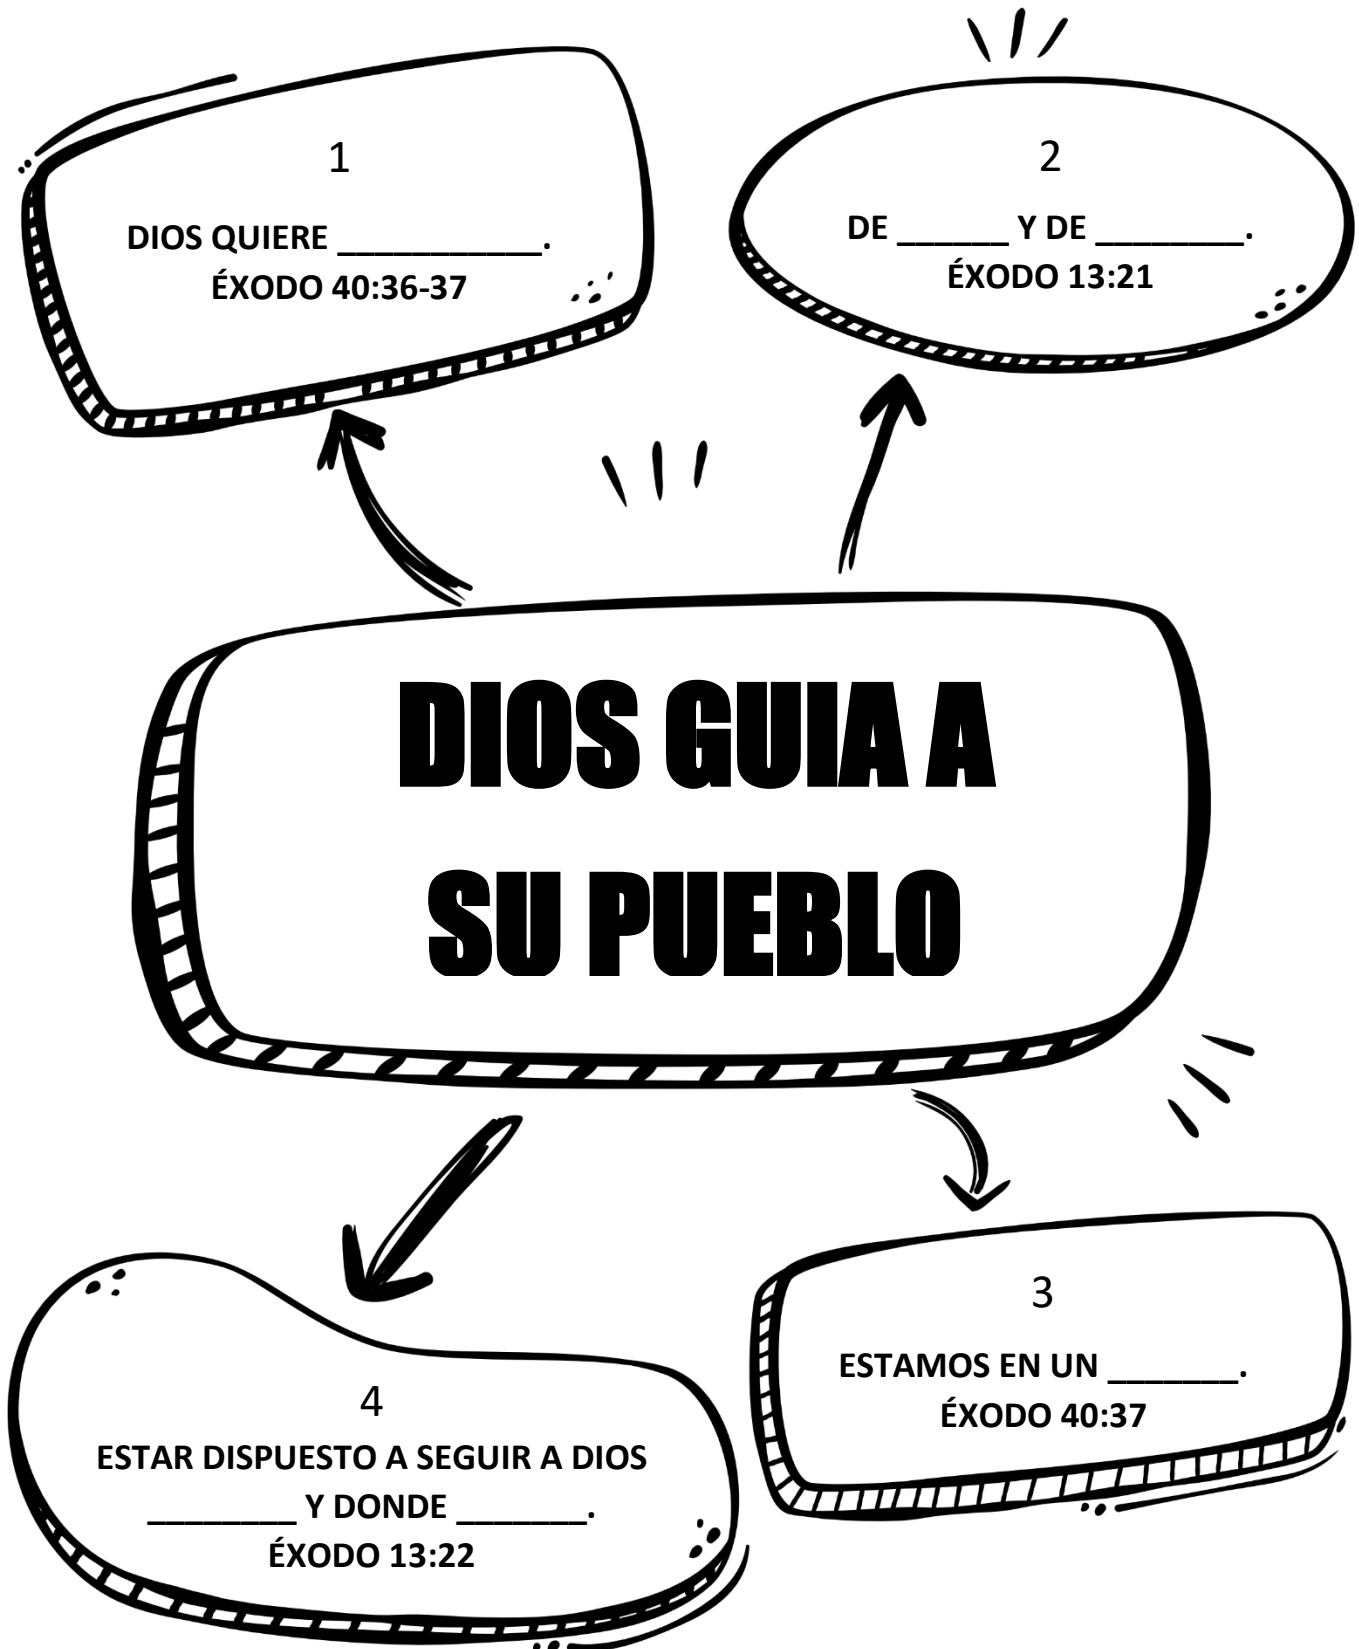 1
DIOS QUIERE ___________.
ÉXODO 40:36-37
2
DE ______ Y DE ________.
ÉXODO 13:21
DIOS GUIA A
SU PUEBLO
3
ESTAMOS EN UN _______.
ÉXODO 40:37
4
ESTAR DISPUESTO A SEGUIR A DIOS
________ Y DONDE _______.
ÉXODO 13:22